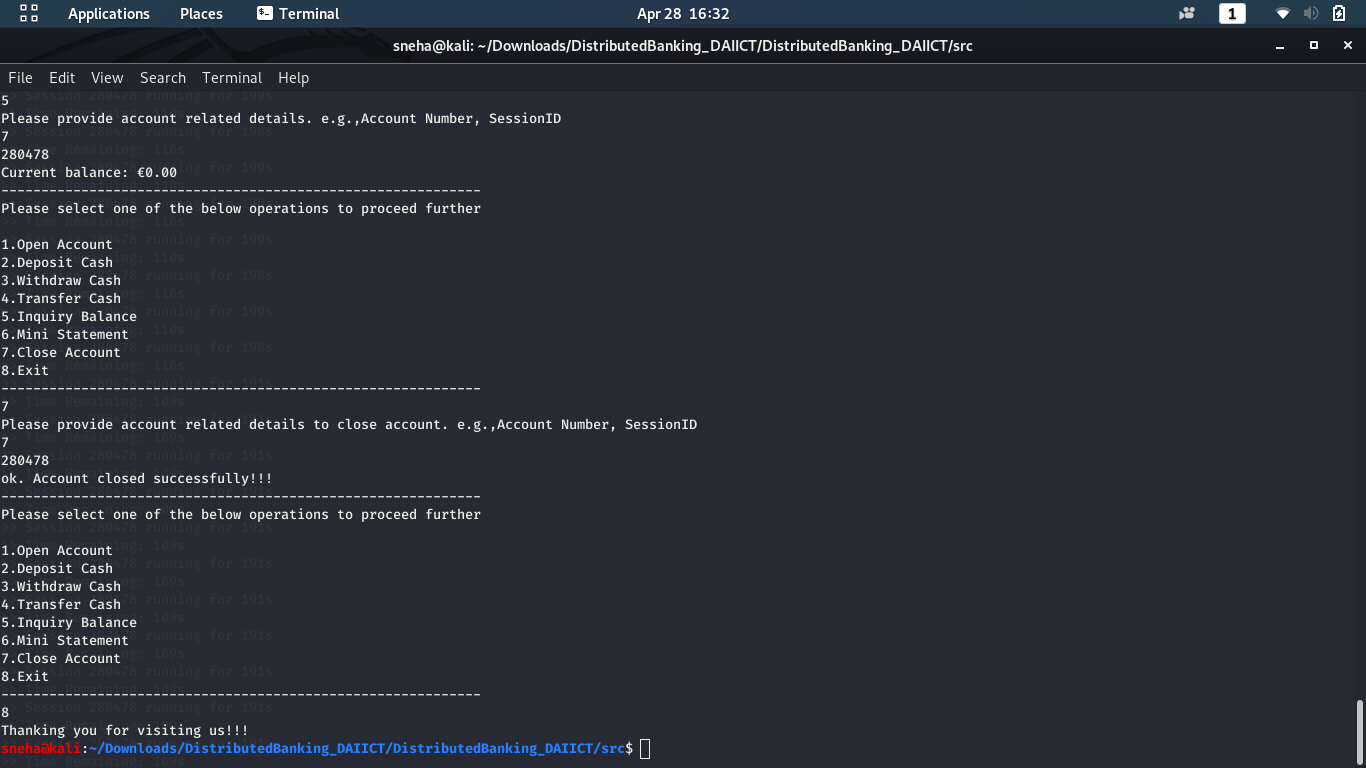 Applications Places Terminal Apr 28 16:32 1
sneha@kali: ~/Downloads/DistributedBanking_DAIICT/DistributedBanking_DAIICT/src
File Edit View Search Terminal Help
5
Please provide account related details. e.g.,Account Number, SessionID
7
280478
Current balance: €0.00
------------------------------------------------------------
Please select one of the below operations to proceed further
1.Open Account
2.Deposit Cash
3.Withdraw Cash
4.Transfer Cash
5.Inquiry Balance
6.Mini Statement
7.Close Account
8.Exit
------------------------------------------------------------
7
Please provide account related details to close account. e.g.,Account Number, SessionID
7
280478
ok. Account closed successfully!!!
------------------------------------------------------------
Please select one of the below operations to proceed further
1.Open Account
2.Deposit Cash
3.Withdraw Cash
4.Transfer Cash
5.Inquiry Balance
6.Mini Statement
7.Close Account
8.Exit
------------------------------------------------------------
8
Thanking you for visiting us!!!
sneha@kali:~/Downloads/DistributedBanking_DAIICT/DistributedBanking_DAIICT/src$